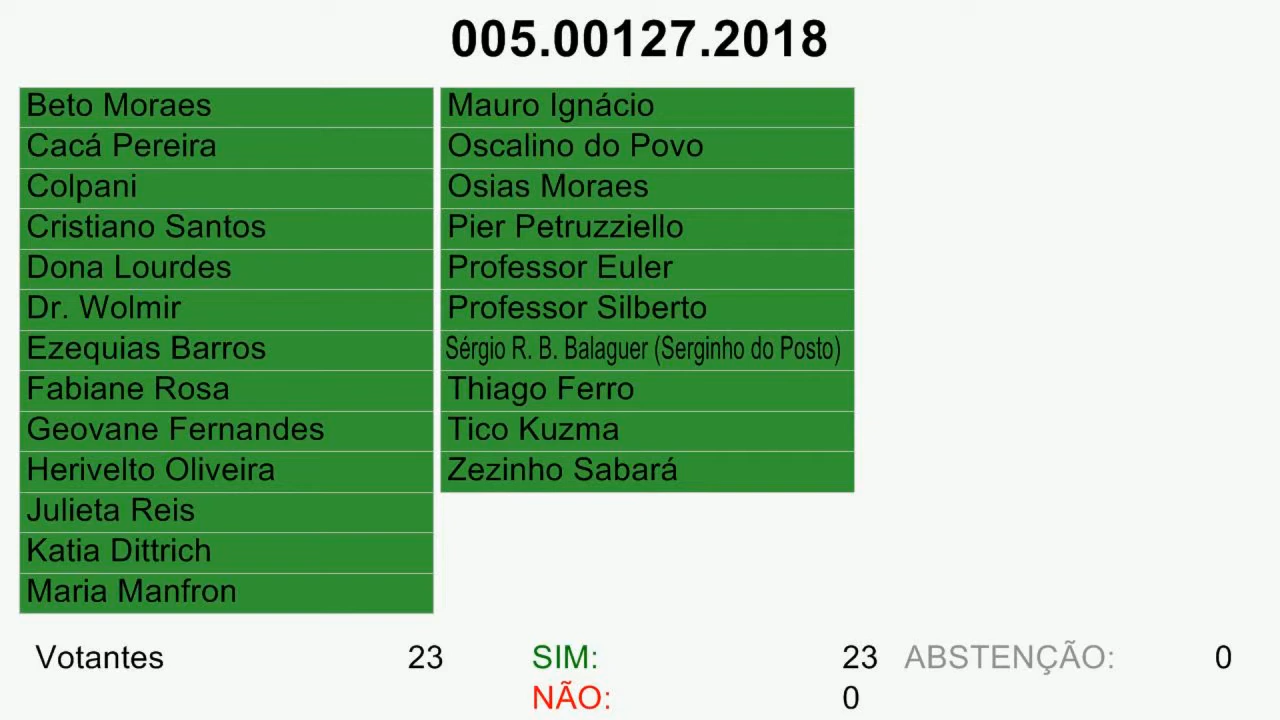 005.00127.2018
Beto Moraes
Cacá Pereira
Colpani
Cristiano Santos
Dona Lourdes
Dr. Wolmir
Ezequias Barros
Fabiane Rosa
Geovane Fernandes
Herivelto Oliveira
Julieta Reis
Katia Dittrich
Maria Manfron
Mauro Ignácio
Oscalino do Povo
Osias Moraes
Pier Petruzziello
Professor Euler
Professor Silberto
Sérgio R. B. Balaguer (Serginho do Posto)
Thiago Ferro
Tico Kuzma
Zezinho Sabará
Votantes 23 SIM: 23 ABSTENÇÃO: 0
NÃO: 0